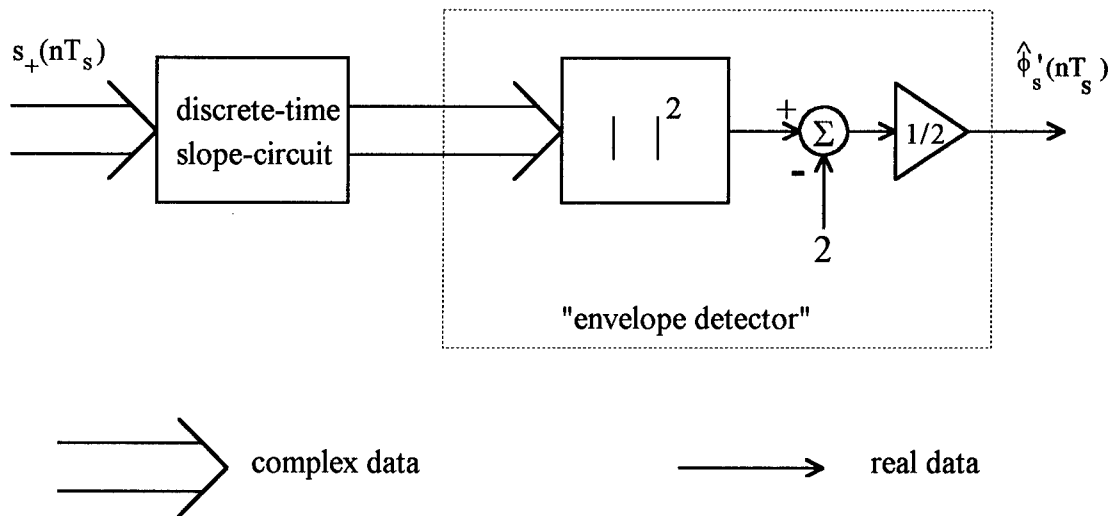 s₊(nTₛ)
discrete-time
slope-circuit
| |²
+
Σ
-
2
1/2
ϕ̂ₛ'(nTₛ)
"envelope detector"
complex data
real data